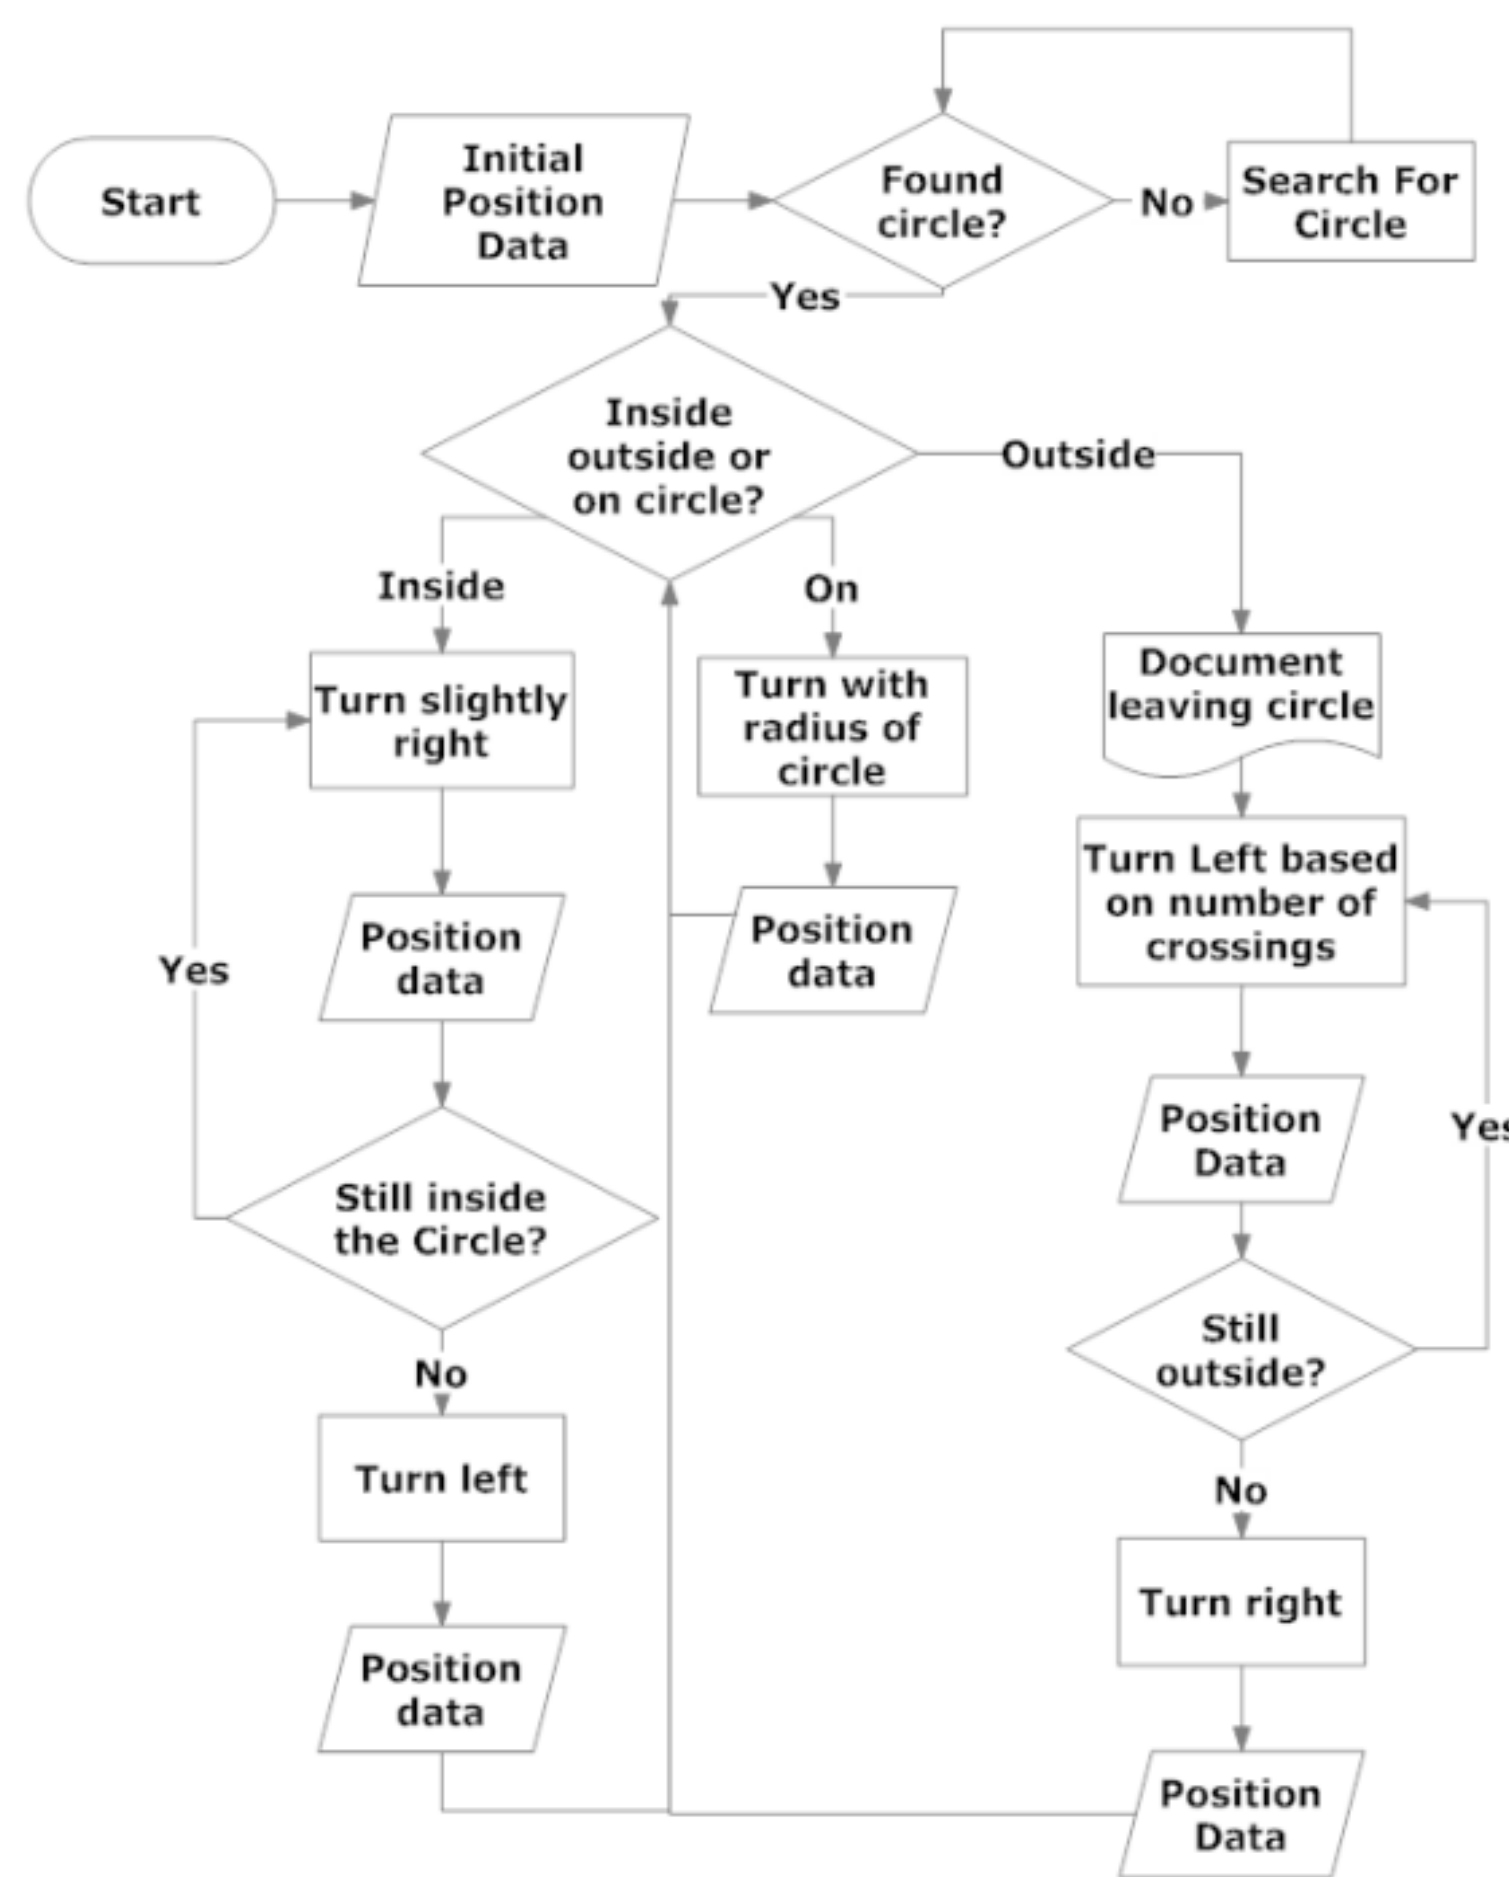 Start
Initial
Position
Data
Found
circle?
No
Search For
Circle
Yes
Inside
outside or
on circle?
Outside
Inside
On
Turn slightly
right
Turn with
radius of
circle
Document
leaving circle
Turn Left based
on number of
crossings
Position
data
Position
data
Yes
Position
Data
Yes
Still inside
the Circle?
Still
outside?
No
Turn left
No
Turn right
Position
data
Position
Data